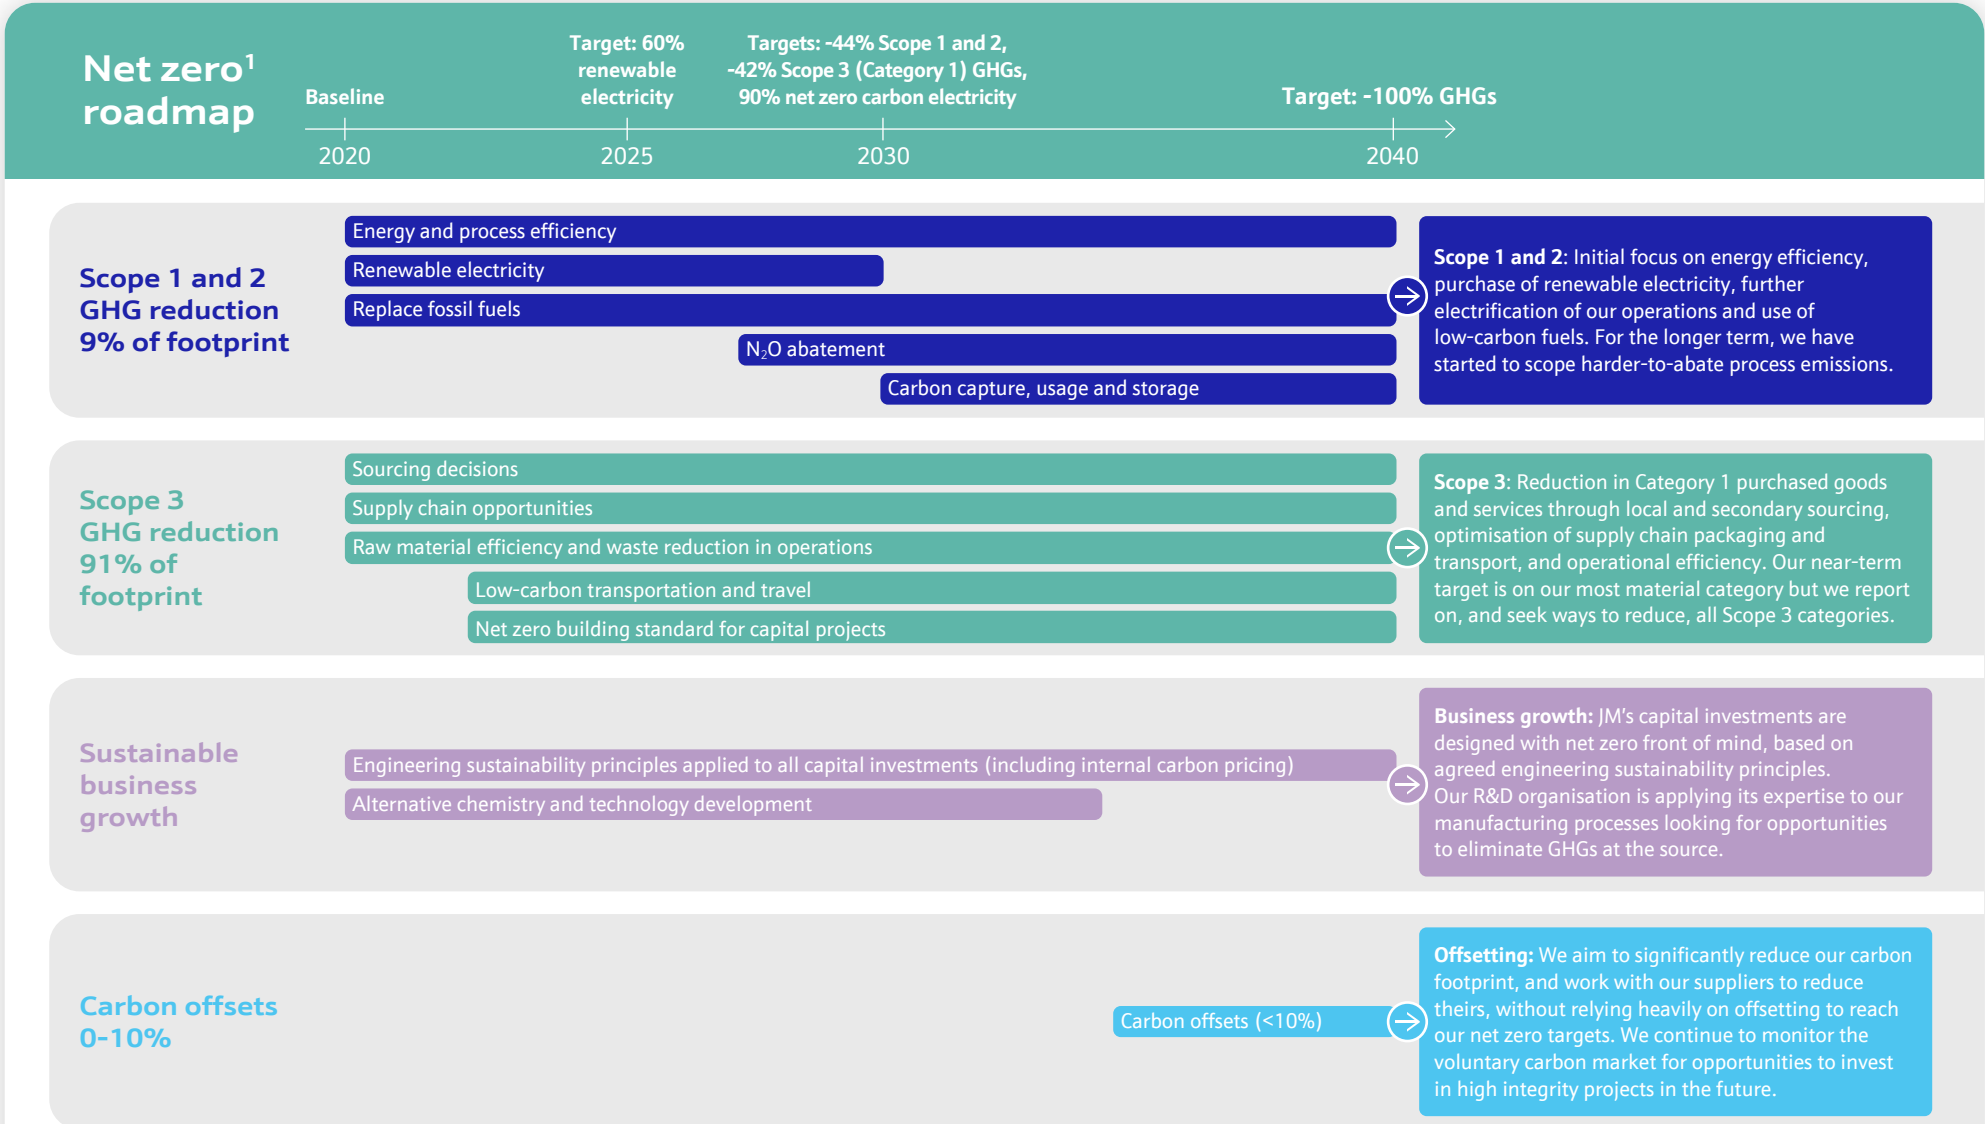 Net zero¹
roadmap
Baseline
Target: 60%
renewable
electricity
Targets: -44% Scope 1 and 2,
-42% Scope 3 (Category 1) GHGs,
90% net zero carbon electricity
Target: -100% GHGs
2020
2025
2030
2040
Scope 1 and 2
GHG reduction
9% of footprint
Energy and process efficiency
Renewable electricity
Replace fossil fuels
N₂O abatement
Carbon capture, usage and storage
Scope 1 and 2: Initial focus on energy efficiency,
purchase of renewable electricity, further
electrification of our operations and use of
low-carbon fuels. For the longer term, we have
started to scope harder-to-abate process emissions.
Scope 3
GHG reduction
91% of
footprint
Sourcing decisions
Supply chain opportunities
Raw material efficiency and waste reduction in operations
Low-carbon transportation and travel
Net zero building standard for capital projects
Scope 3: Reduction in Category 1 purchased goods
and services through local and secondary sourcing,
optimisation of supply chain packaging and
transport, and operational efficiency. Our near-term
target is on our most material category but we report
on, and seek ways to reduce, all Scope 3 categories.
Sustainable
business
growth
Engineering sustainability principles applied to all capital investments (including internal carbon pricing)
Alternative chemistry and technology development
Business growth: JM's capital investments are
designed with net zero front of mind, based on
agreed engineering sustainability principles.
Our R&D organisation is applying its expertise to our
manufacturing processes looking for opportunities
to eliminate GHGs at the source.
Carbon offsets
0-10%
Carbon offsets (<10%)
Offsetting: We aim to significantly reduce our carbon
footprint, and work with our suppliers to reduce
theirs, without relying heavily on offsetting to reach
our net zero targets. We continue to monitor the
voluntary carbon market for opportunities to invest
in high integrity projects in the future.